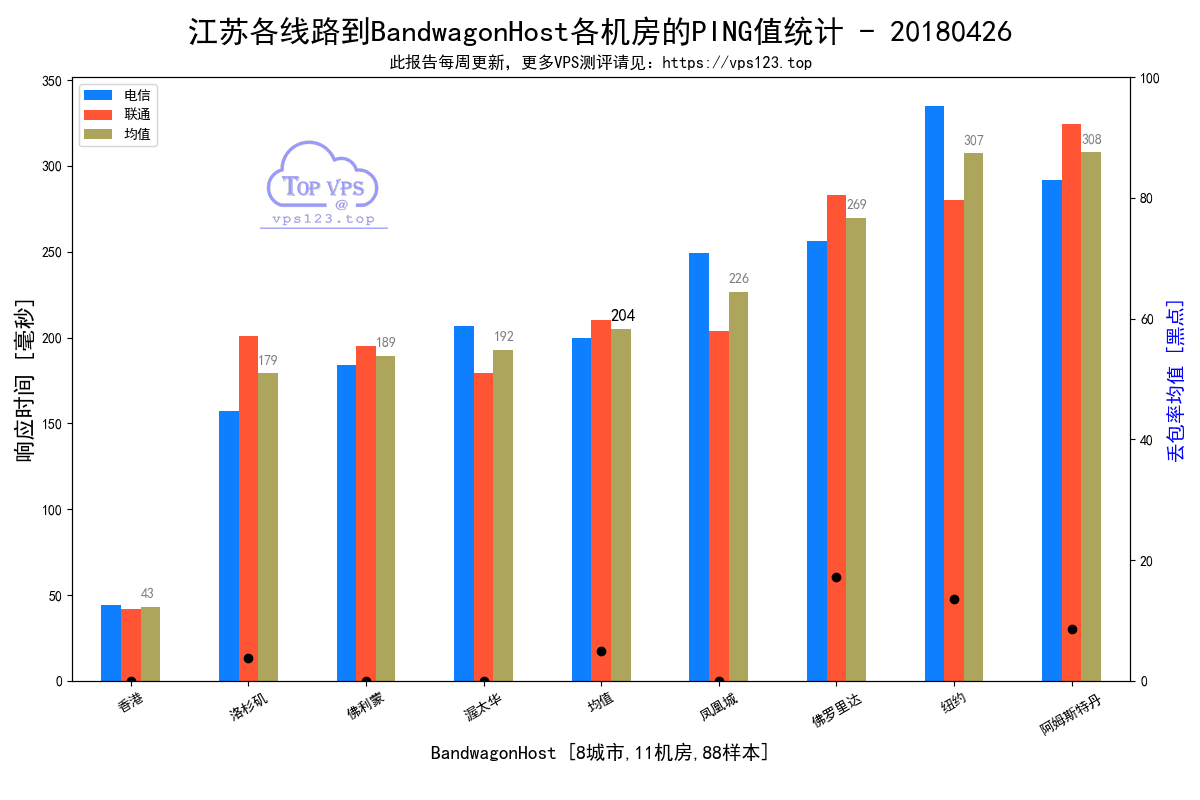 江苏各线路到BandwagonHost各机房的PING值统计 - 20180426
此报告每周更新，更多VPS测评请见：https://vps123.top
350
300
250
200
150
100
50
0
响应时间 [毫秒]
电信
联通
均值
TOP VPS
@
vps123.top
43
179
189
192
204
226
269
307
308
100
80
60
40
20
0
丢包率均值 [黑点]
香港
洛杉矶
佛利蒙
渥太华
均值
凤凰城
佛罗里达
纽约
阿姆斯特丹
BandwagonHost [8城市,11机房,88样本]